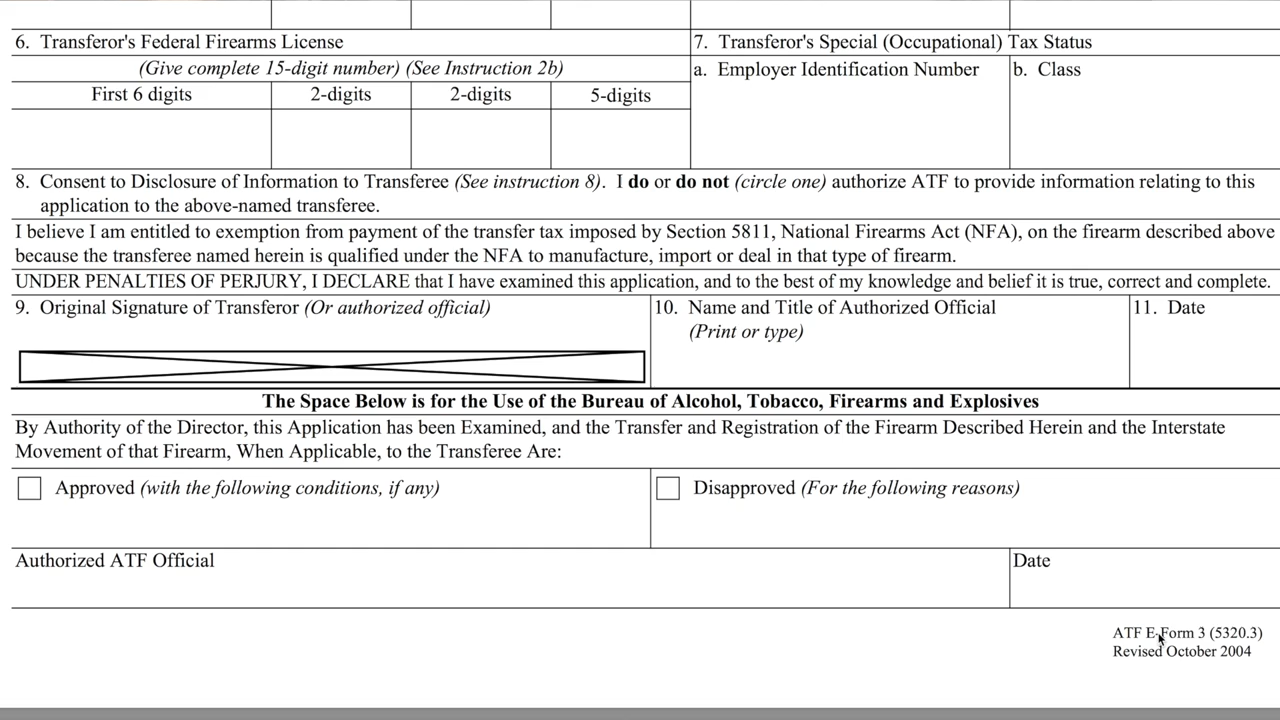 6. Transferor's Federal Firearms License
7. Transferor's Special (Occupational) Tax Status
(Give complete 15-digit number) (See Instruction 2b)
a. Employer Identification Number
b. Class
First 6 digits
2-digits
2-digits
5-digits
8. Consent to Disclosure of Information to Transferee (See instruction 8). I do or do not (circle one) authorize ATF to provide information relating to this
application to the above-named transferee.
I believe I am entitled to exemption from payment of the transfer tax imposed by Section 5811, National Firearms Act (NFA), on the firearm described above
because the transferee named herein is qualified under the NFA to manufacture, import or deal in that type of firearm.
UNDER PENALTIES OF PERJURY, I DECLARE that I have examined this application, and to the best of my knowledge and belief it is true, correct and complete.
9. Original Signature of Transferor (Or authorized official)
10. Name and Title of Authorized Official
(Print or type)
11. Date
The Space Below is for the Use of the Bureau of Alcohol, Tobacco, Firearms and Explosives
By Authority of the Director, this Application has been Examined, and the Transfer and Registration of the Firearm Described Herein and the Interstate
Movement of that Firearm, When Applicable, to the Transferee Are:
Approved (with the following conditions, if any)
Disapproved (For the following reasons)
Authorized ATF Official
Date
ATF E-Form 3 (5320.3)
Revised October 2004